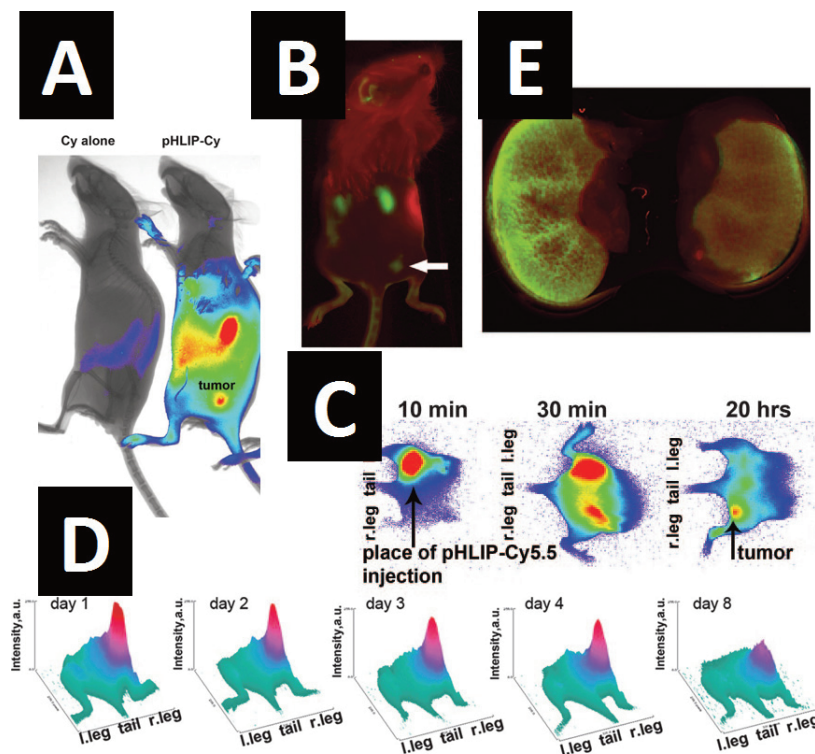 A
B
E
Cy alone
pHLIP-Cy
tumor
C
10 min
30 min
20 hrs
r.leg tail
r.leg tail l.leg
r.leg tail l.leg
place of pHLIP-Cy5.5
injection
tumor
D
day 1
day 2
day 3
day 4
day 8
Intensity,a.u.
Intensity,a.u.
Intensity,a.u.
Intensity,a.u.
Intensity,a.u.
l.leg tail r.leg
l.leg tail r.leg
l.leg tail r.leg
l.leg tail r.leg
l.leg tail r.leg